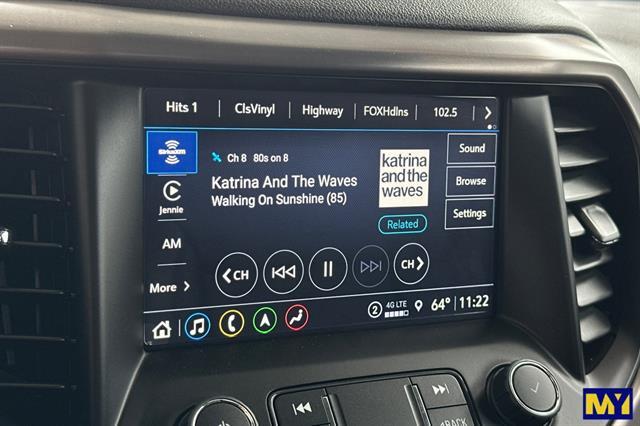 Hits 1 ClsVinyl Highway FOXHdlns 102.5 >
SiriusXM
Ch 8 80s on 8
Katrina And The Waves
Walking On Sunshine (85)
katrina
and the
waves
Related
Sound
Browse
Settings
Jennie
AM
More >
<CH
CH>
2 4G LTE 64° 11:22
BACK
MY